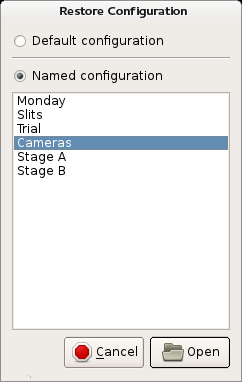 Restore Configuration
Default configuration
Named configuration
Monday
Slits
Trial
Cameras
Stage A
Stage B
Cancel Open